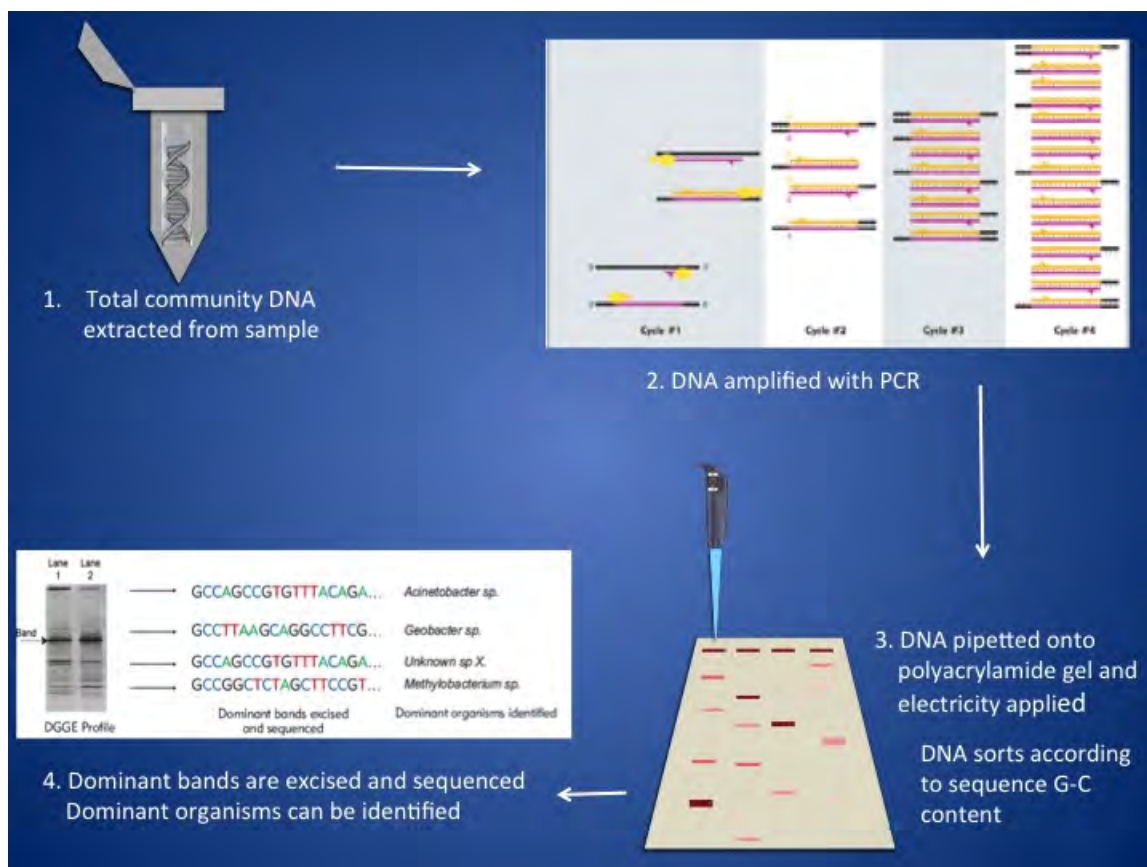 1. Total community DNA
extracted from sample
Cycle #1
Cycle #2
Cycle #3
Cycle #4
2. DNA amplified with PCR
3. DNA pipetted onto
polyacrylamide gel and
electricity applied
DNA sorts according
to sequence G-C
content
Lane
1
Lane
2
Band
GCCAGCCGTGTTTACAGA... Acinetobacter sp.
GCCTTAAGCAGGCCTTCG... Geobacter sp.
GCCAGCCGTGTTTACAGA... Unknown sp X.
GCCGGCTCTAGCTTCCGT... Methylobacterium sp.
DGGE Profile
Dominant bands excised
and sequenced
Dominant organisms identified
4. Dominant bands are excised and sequenced
Dominant organisms can be identified